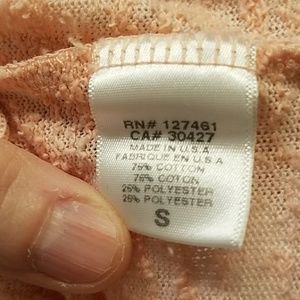 RN# 127461
CA# 30427
MADE IN U.S.A
FABRIQUE EN U.S.A
75% COTTON
75% COTON
25% POLYESTER
25% POLYESTER
S